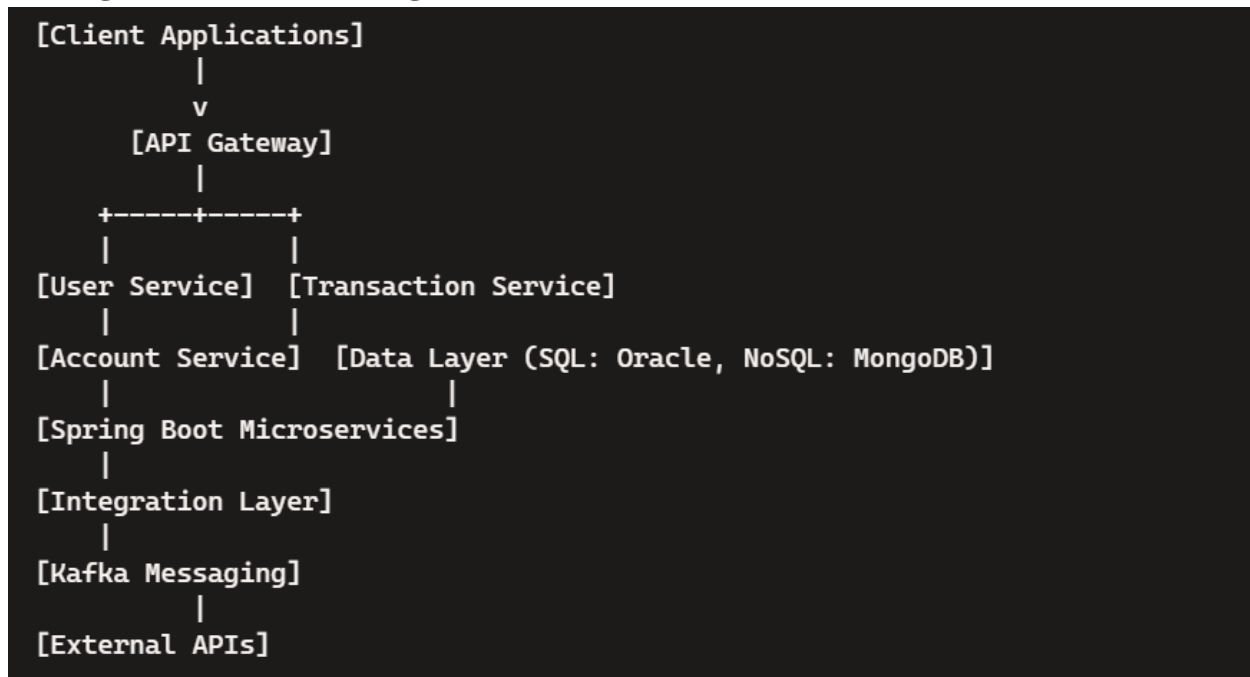 [Client Applications]
|
v
[API Gateway]
|
+-----+-----+
| |
[User Service] [Transaction Service]
| |
[Account Service] [Data Layer (SQL: Oracle, NoSQL: MongoDB)]
| |
[Spring Boot Microservices]
|
[Integration Layer]
|
[Kafka Messaging]
|
[External APIs]